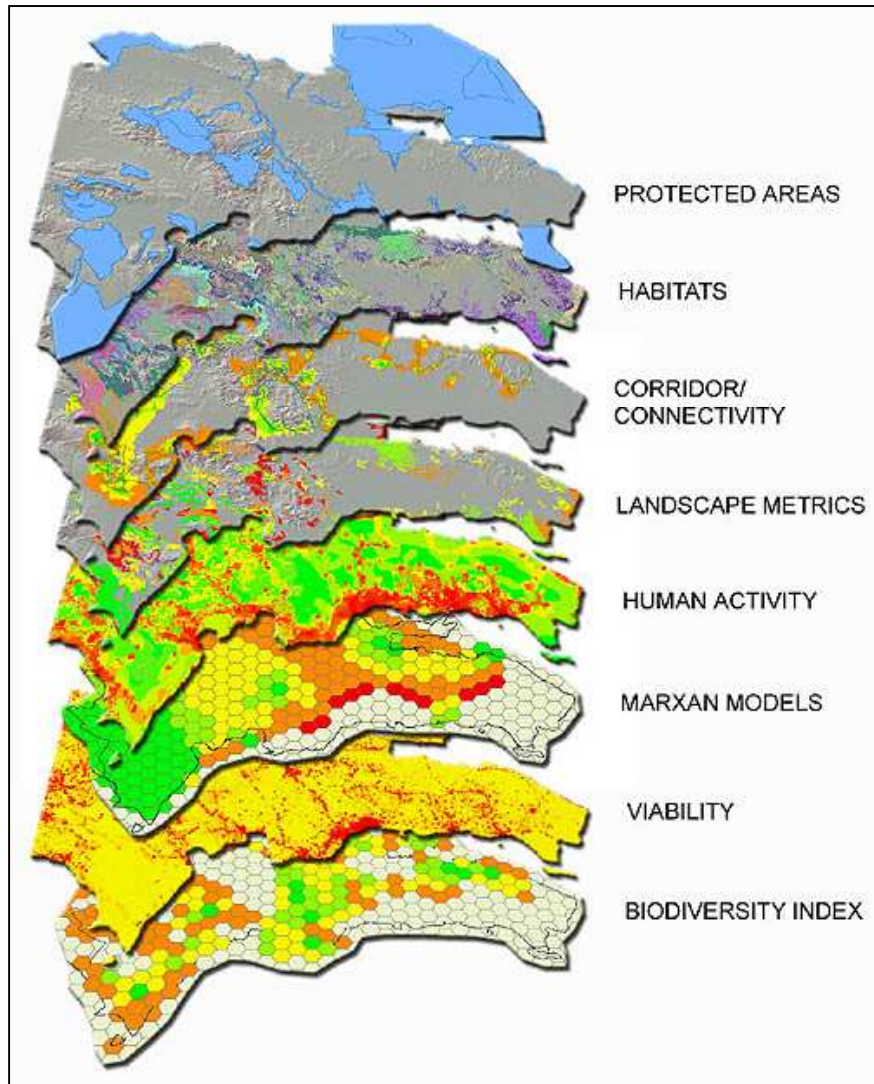 PROTECTED AREAS
HABITATS
CORRIDOR/
CONNECTIVITY
LANDSCAPE METRICS
HUMAN ACTIVITY
MARXAN MODELS
VIABILITY
BIODIVERSITY INDEX